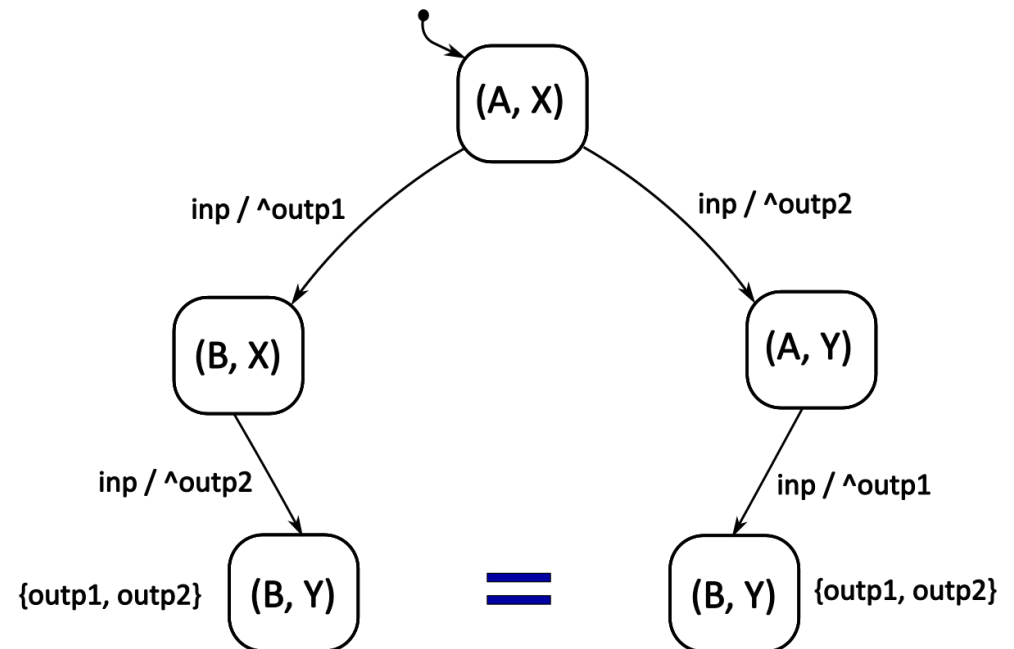 (A, X)
inp / ^outp1
inp / ^outp2
(B, X)
(A, Y)
inp / ^outp2
inp / ^outp1
{outp1, outp2}
(B, Y)
=
(B, Y)
{outp1, outp2}